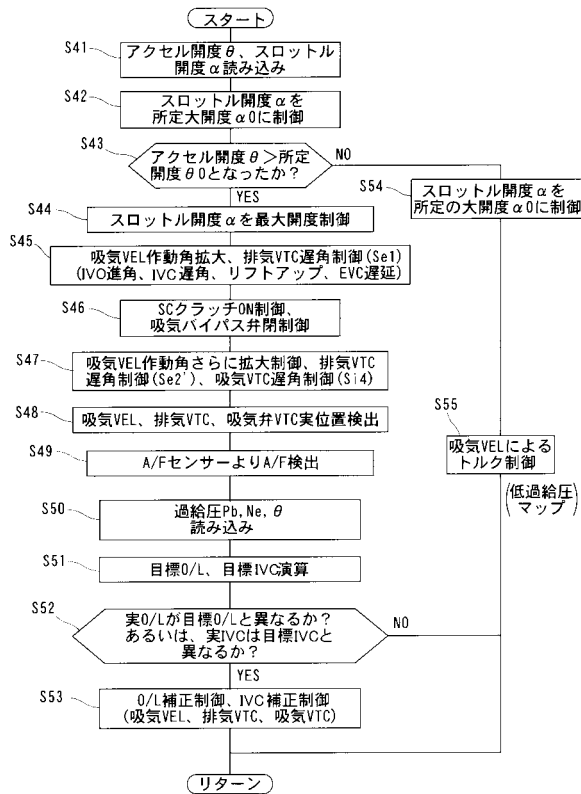 スタート
S41
アクセル開度θ、スロットル
開度α読み込み
S42
スロットル開度αを
所定大開度α0に制御
S43
アクセル開度θ>所定
開度θ0となったか?
NO
YES
S54
スロットル開度αを
所定の大開度α0に制御
S44
スロットル開度αを最大開度制御
S45
吸気VEL作動角拡大、排気VTC遅角制御(Se1)
(IVO進角、IVC遅角、リフトアップ、EVC遅延)
S46
SCクラッチON制御、
吸気バイパス弁閉制御
S47
吸気VEL作動角さらに拡大制御、排気VTC
遅角制御(Se2')、吸気VTC遅角制御(Si4)
S48
吸気VEL、排気VTC、吸気弁VTC実位置検出
S55
吸気VELによる
トルク制御
(低過給圧
マップ)
S49
A/FセンサーよりA/F検出
S50
過給圧Pb,Ne,θ
読み込み
S51
目標O/L、目標IVC演算
S52
実O/Lが目標O/Lと異なるか?
あるいは、実IVCは目標IVCと
異なるか?
NO
YES
S53
O/L補正制御、IVC補正制御
(吸気VEL、排気VTC、吸気VTC)
リターン